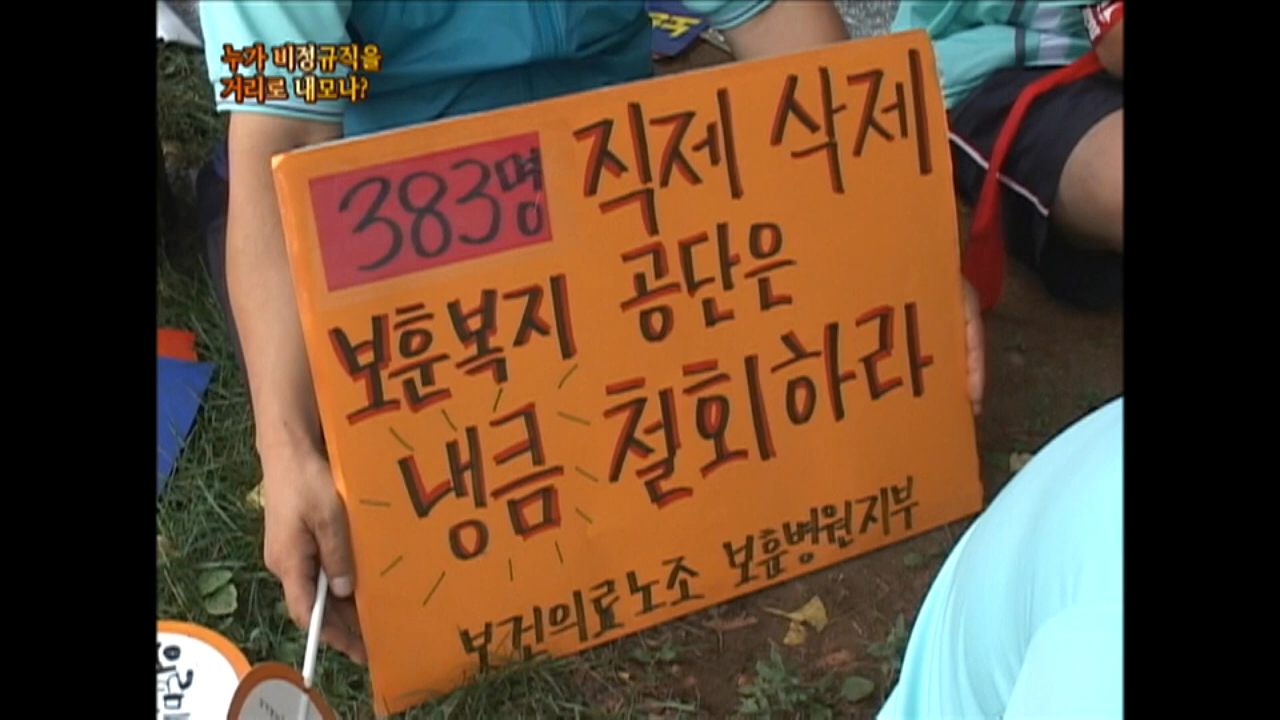 누가 비정규직을
거리로 내모나?
383명 직제 삭제
보훈복지 공단은
냉큼 철회하라
보건의료노조 보훈병원지부